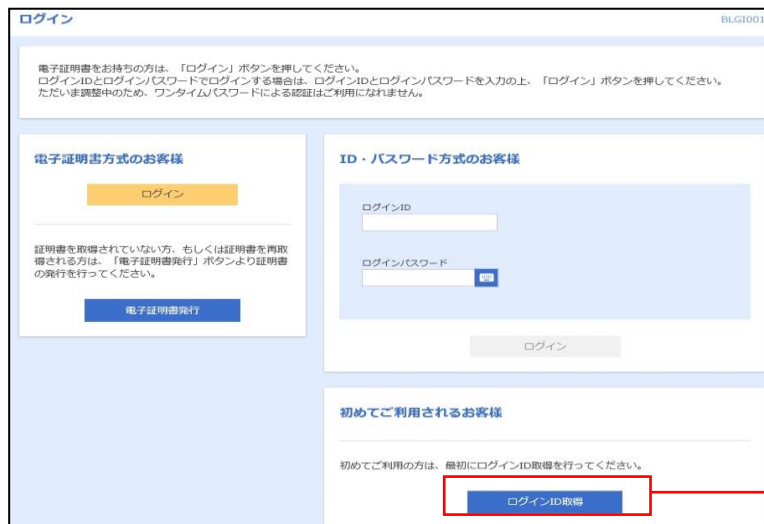 ログイン
BLGI001
電子証明書をお持ちの方は、「ログイン」ボタンを押してください。
ログインIDとログインパスワードでログインする場合は、ログインIDとログインパスワードを入力の上、「ログイン」ボタンを押してください。
ただいま調整中のため、ワンタイムパスワードによる認証はご利用になれません。
電子証明書方式のお客様
ログイン
証明書を取得されていない方、もしくは証明書を再取
得される方は、「電子証明書発行」ボタンより証明書
の発行を行ってください。
電子証明書発行
ID・パスワード方式のお客様
ログインID
ログインパスワード
ログイン
初めてご利用されるお客様
初めてご利用の方は、最初にログインID取得を行ってください。
ログインID取得